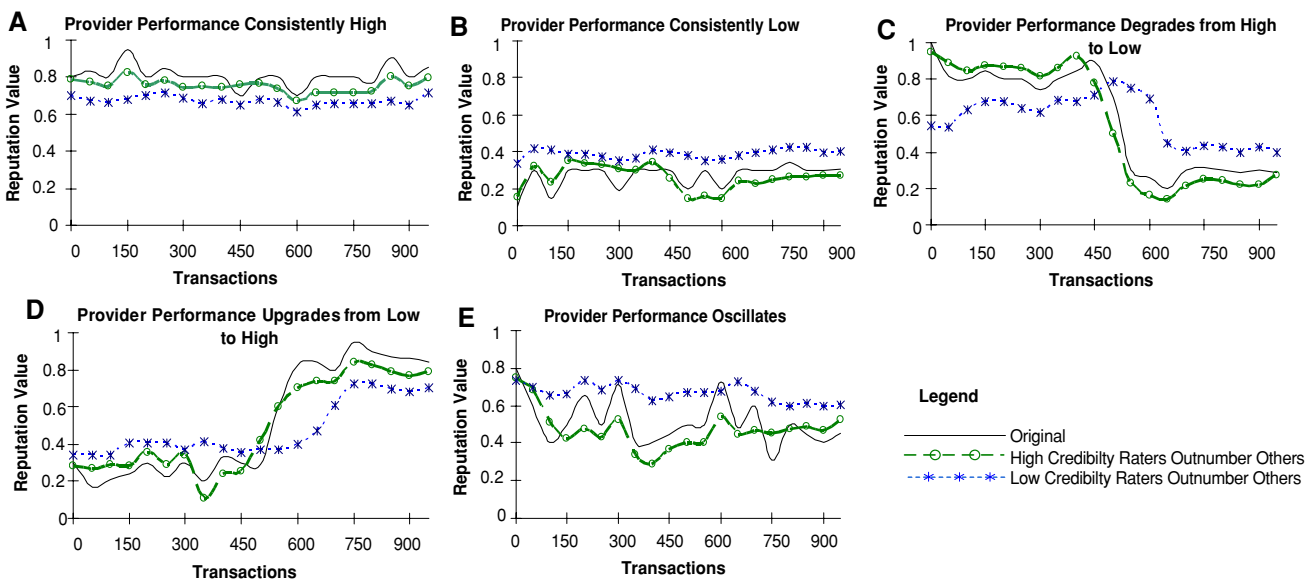 A
Provider Performance Consistently High
1
0.8
0.6
0.4
0.2
0
Reputation Value
0 150 300 450 600 750 900
Transactions
B
Provider Performance Consistently Low
1
0.8
0.6
0.4
0.2
0
Reputation Value
0 150 300 450 600 750 900
Transactions
C
Provider Performance Degrades from High
to Low
1
0.8
0.6
0.4
0.2
0
Reputation Value
0 150 300 450 600 750 900
Transactions
D
Provider Performance Upgrades from Low
to High
1
0.8
0.6
0.4
0.2
0
Reputation Value
0 150 300 450 600 750 900
Transactions
E
Provider Performance Oscillates
1
0.8
0.6
0.4
0.2
0
Reputation Value
0 150 300 450 600 750 900
Transactions
Legend
Original
High Credibilty Raters Outnumber Others
Low Credibilty Raters Outnumber Others